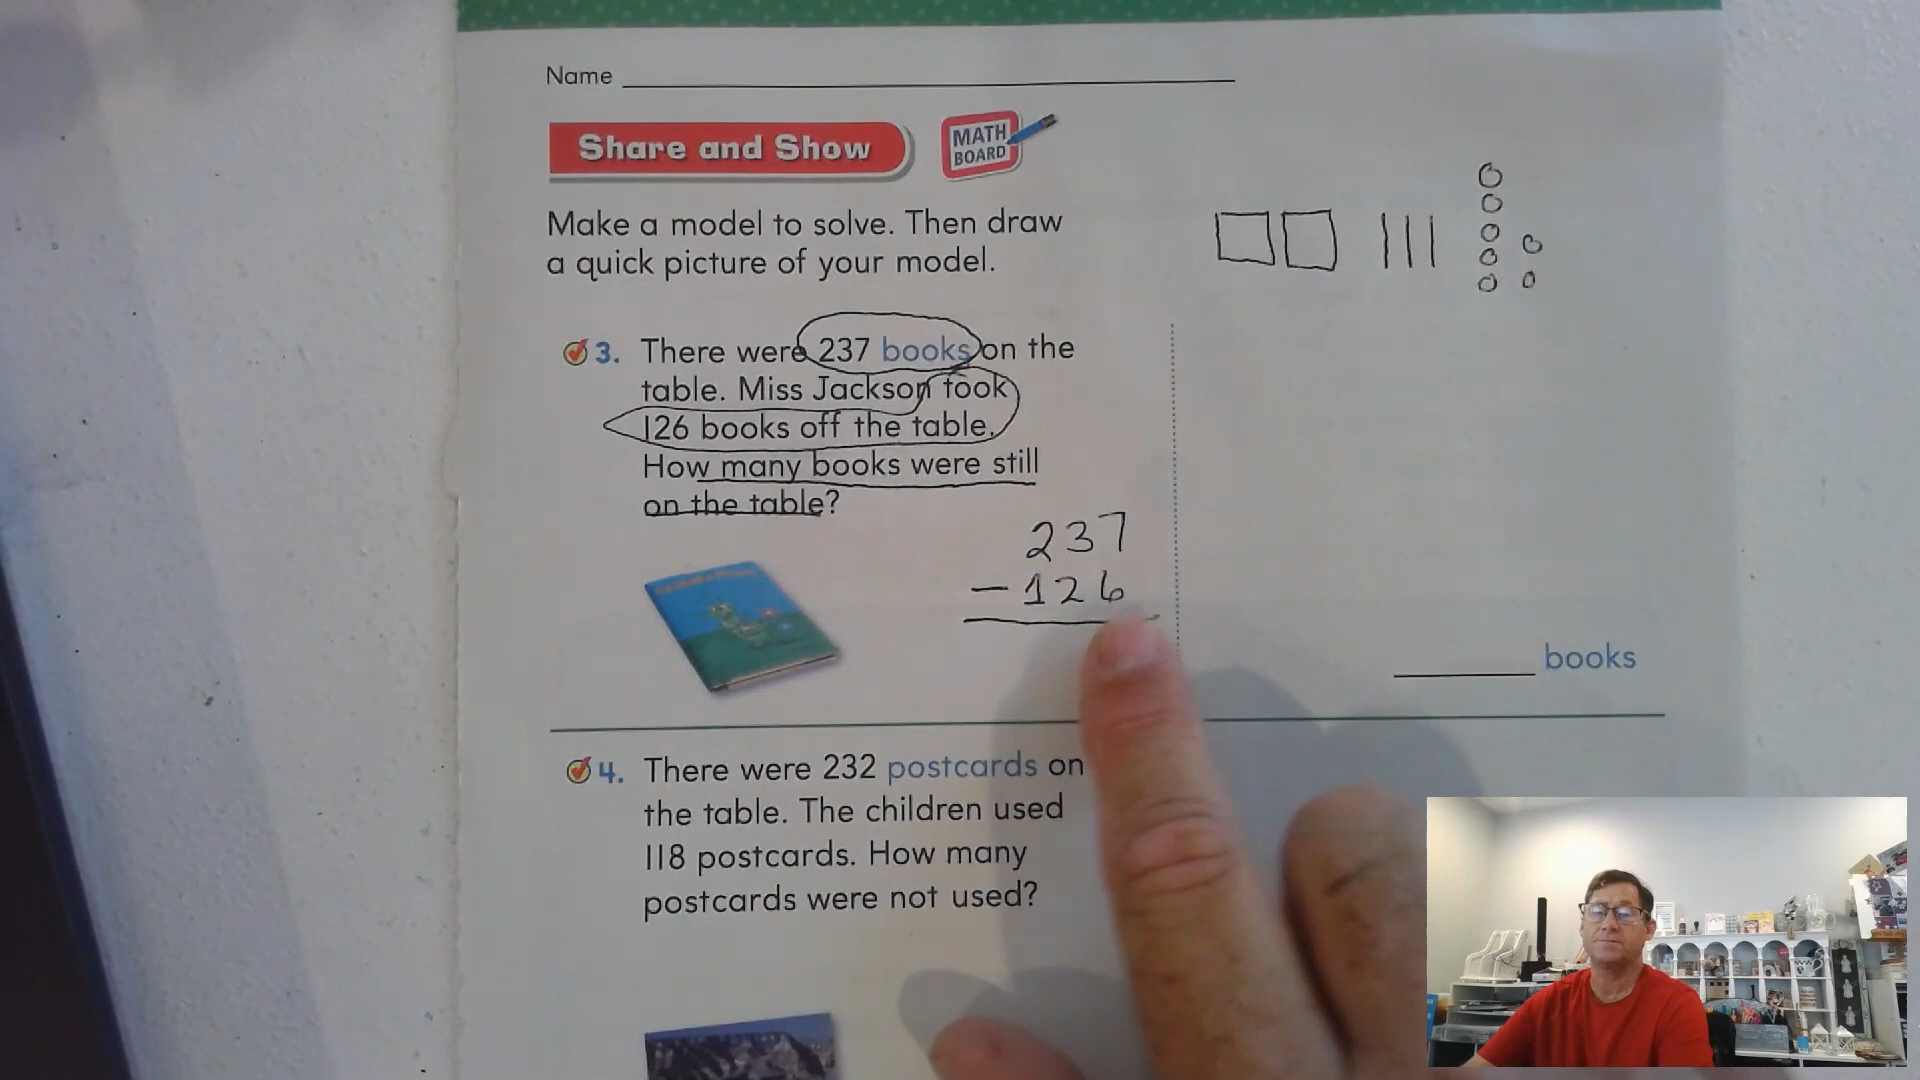 Name
Share and Show
MATH
BOARD
Make a model to solve. Then draw
a quick picture of your model.
3. There were 237 books on the
table. Miss Jackson took
126 books off the table.
How many books were still
on the table?
237
- 126
books
4. There were 232 postcards on
the table. The children used
118 postcards. How many
postcards were not used?